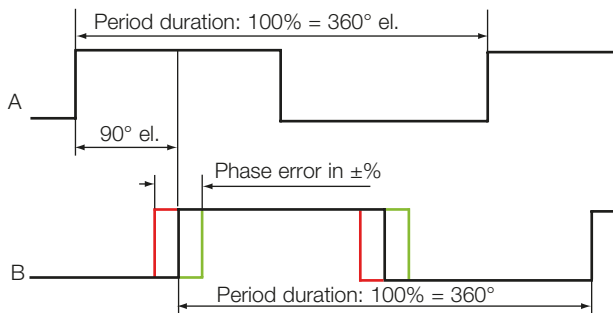 Period duration: 100% = 360° el.
A
90° el.
Phase error in ±%
B
Period duration: 100% = 360°